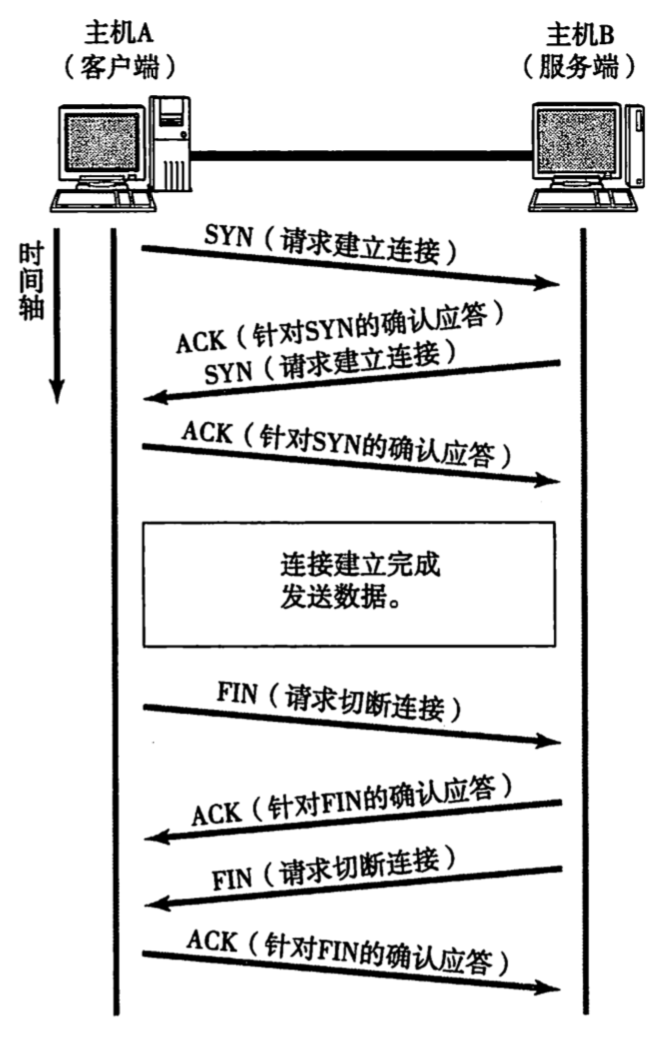 主机A
（客户端）
主机B
（服务端）
时间轴
SYN（请求建立连接）
ACK（针对SYN的确认应答）
SYN（请求建立连接）
ACK（针对SYN的确认应答）
连接建立完成
发送数据。
FIN（请求切断连接）
ACK（针对FIN的确认应答）
FIN（请求切断连接）
ACK（针对FIN的确认应答）